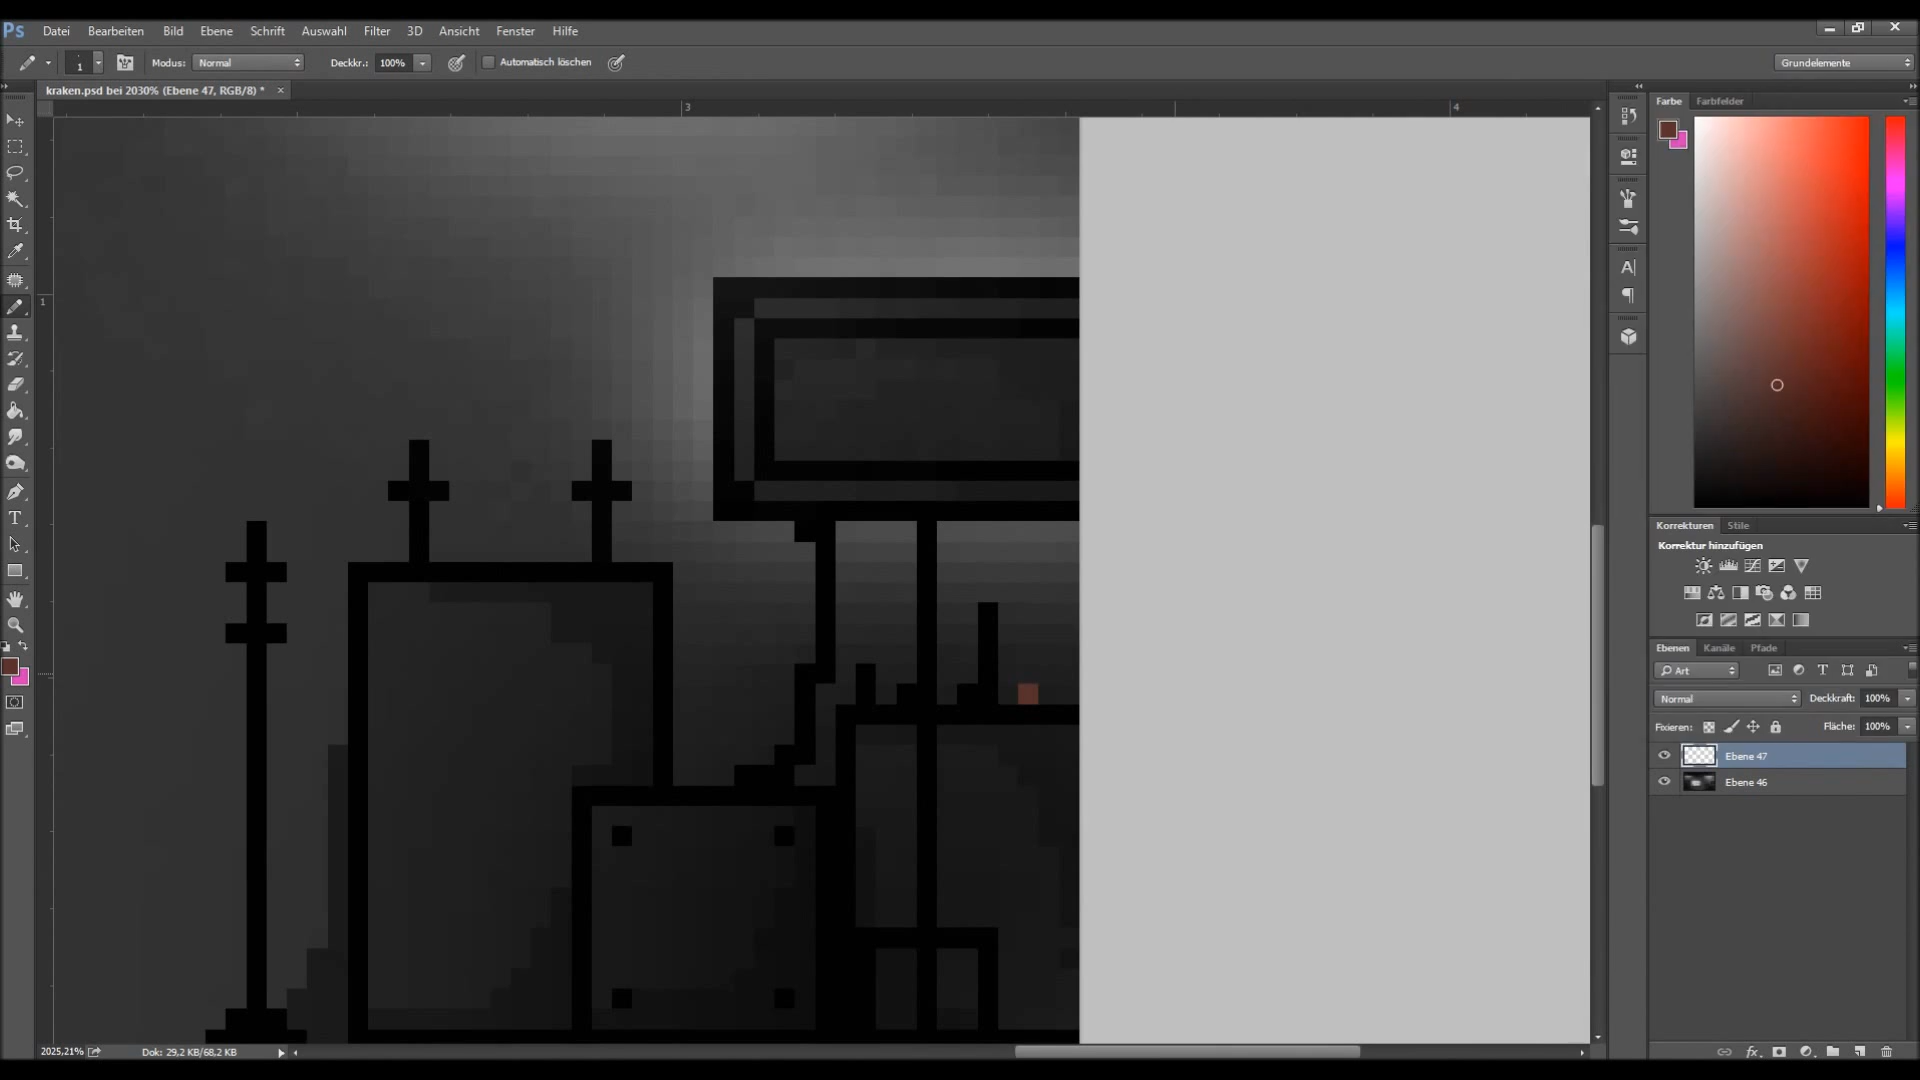 Ps Datei Bearbeiten Bild Ebene Schrift Auswahl Filter 3D Ansicht Fenster Hilfe
1 Modus: Normal Deckkr.: 100% Automatisch löschen Grundelemente
kraken.psd bei 2030% (Ebene 47, RGB/8) * ×
3 4
1
Farbe Farbfelder
Korrekturen Stile
Korrektur hinzufügen
Ebenen Kanäle Pfade
Art
Normal Deckkraft: 100%
Fixieren: Fläche: 100%
Ebene 47
Ebene 46
2025,21% Dok: 29,2 KB/68,2 KB